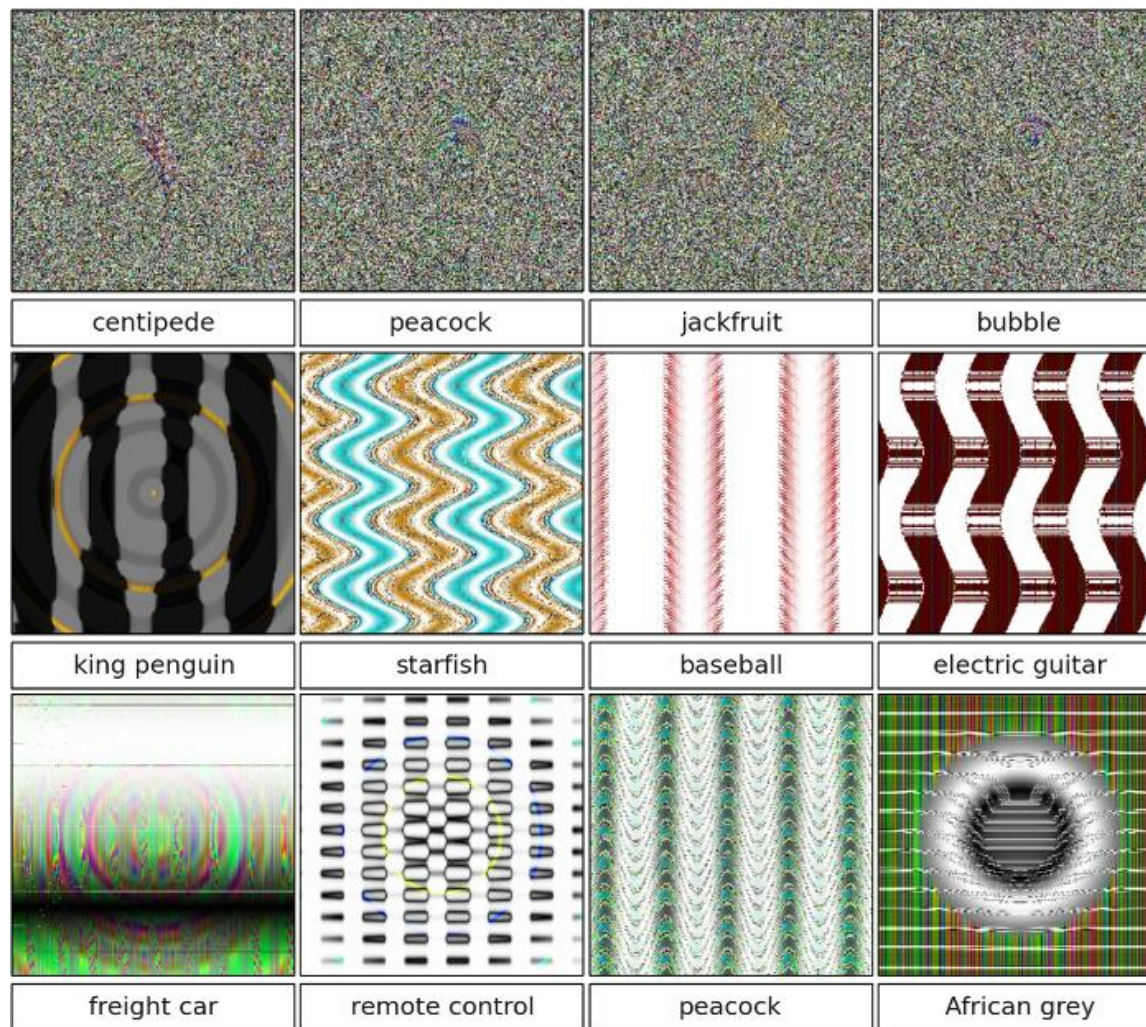 centipede
peacock
jackfruit
bubble
king penguin
starfish
baseball
electric guitar
freight car
remote control
peacock
African grey